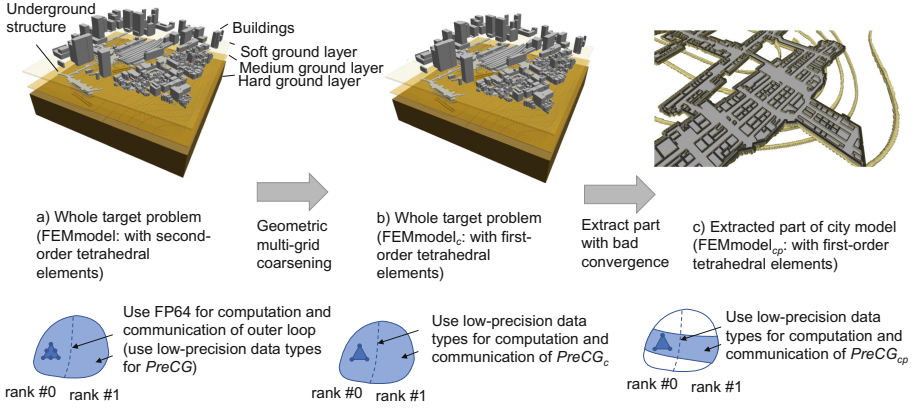 Underground
structure
Buildings
Soft ground layer
Medium ground layer
Hard ground layer
a) Whole target problem
(FEMmodel: with second-
order tetrahedral
elements)
Geometric
multi-grid
coarsening
b) Whole target problem
(FEMmodelc: with first-
order tetrahedral
elements)
Extract part
with bad
convergence
c) Extracted part of city model
(FEMmodelcp: with first-order
tetrahedral elements)
Use FP64 for computation and
communication of outer loop
(use low-precision data types
for PreCG)
rank #0
rank #1
Use low-precision data
types for computation and
communication of PreCGc
rank #0
rank #1
Use low-precision data
types for computation and
communication of PreCGcp
rank #0
rank #1